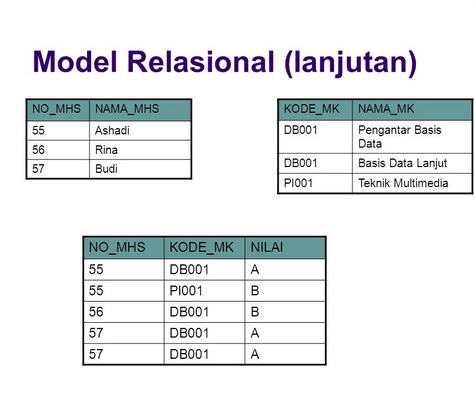 Model Relasional (lanjutan)
NO_MHS NAMA_MHS
55 Ashadi
56 Rina
57 Budi
KODE_MK NAMA_MK
DB001 Pengantar Basis
Data
DB001 Basis Data Lanjut
PI001 Teknik Multimedia
NO_MHS KODE_MK NILAI
55 DB001 A
55 PI001 B
56 DB001 B
57 DB001 A
57 DB001 A